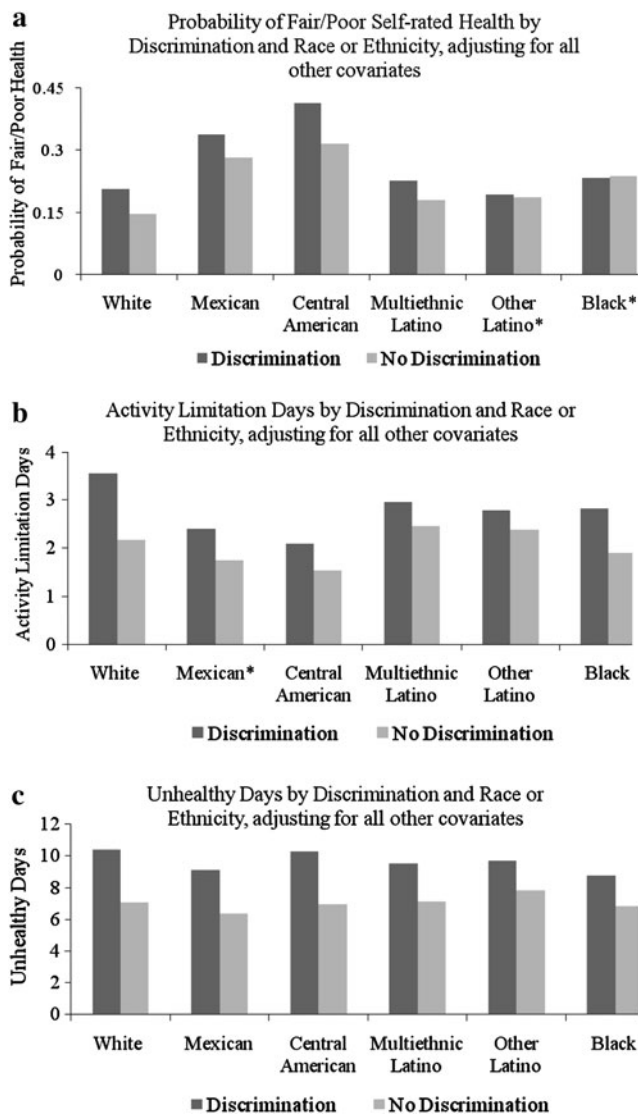 a
Probability of Fair/Poor Self-rated Health by
Discrimination and Race or Ethnicity, adjusting for all
other covariates
Probability of Fair/Poor Health
0.45
0.3
0.15
0
White Mexican Central American Multiethnic Latino Other Latino* Black*
Discrimination No Discrimination
b
Activity Limitation Days by Discrimination and Race or
Ethnicity, adjusting for all other covariates
Activity Limitation Days
4
3
2
1
0
White Mexican* Central American Multiethnic Latino Other Latino Black
Discrimination No Discrimination
c
Unhealthy Days by Discrimination and Race or
Ethnicity, adjusting for all other covariates
Unhealthy Days
12
10
8
6
4
2
0
White Mexican Central American Multiethnic Latino Other Latino Black
Discrimination No Discrimination